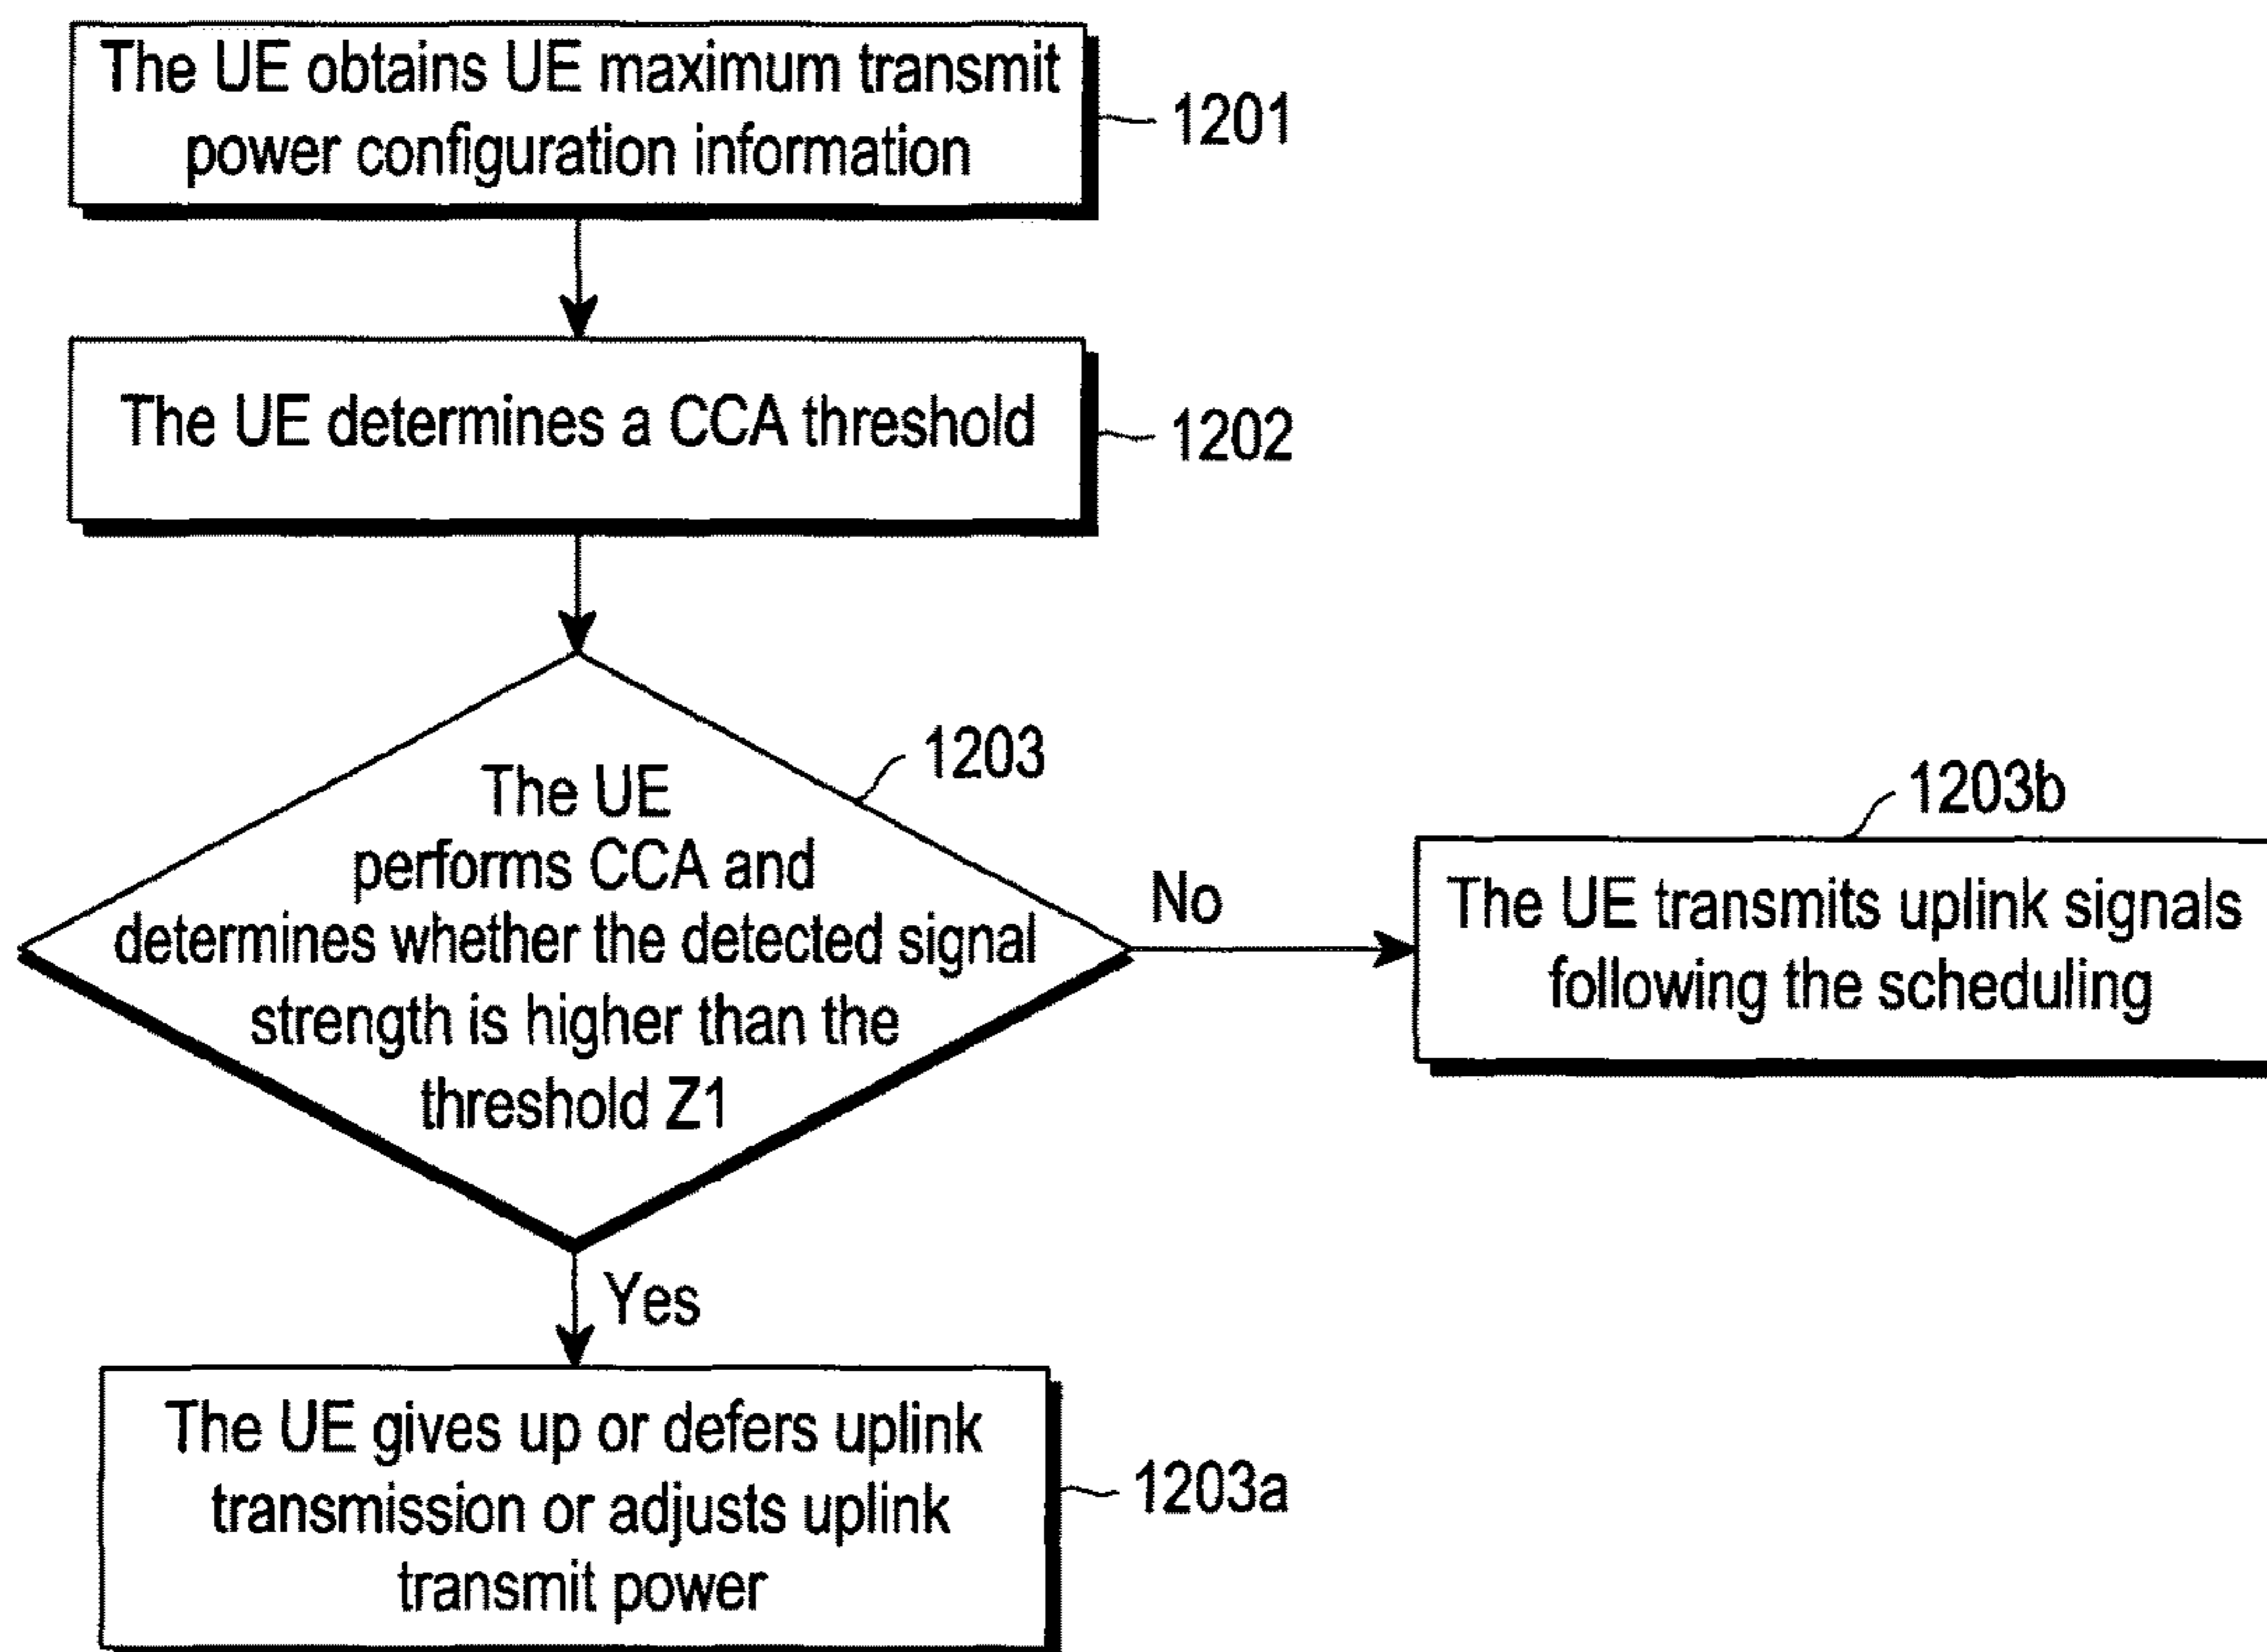 The UE obtains UE maximum transmit
power configuration information
1201
The UE determines a CCA threshold
1202
The UE
performs CCA and
determines whether the detected signal
strength is higher than the
threshold Z1
1203
No
1203b
The UE transmits uplink signals
following the scheduling
Yes
The UE gives up or defers uplink
transmission or adjusts uplink
transmit power
1203a